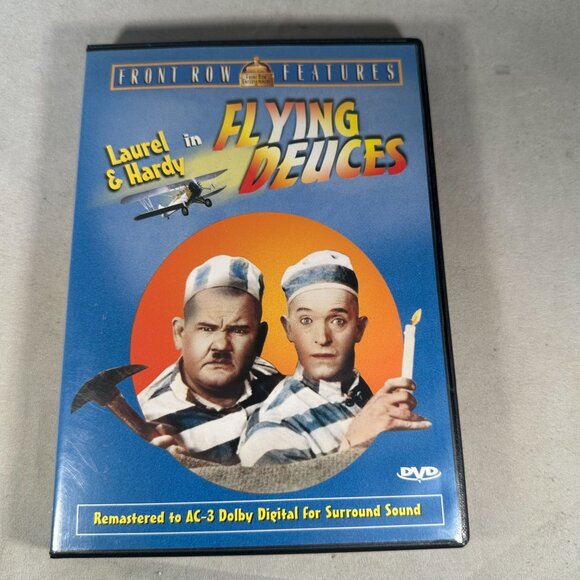 FRONT ROW FEATURES
Laurel & Hardy in FLYING DEUCES
DVD
Remastered to AC-3 Dolby Digital for Surround Sound